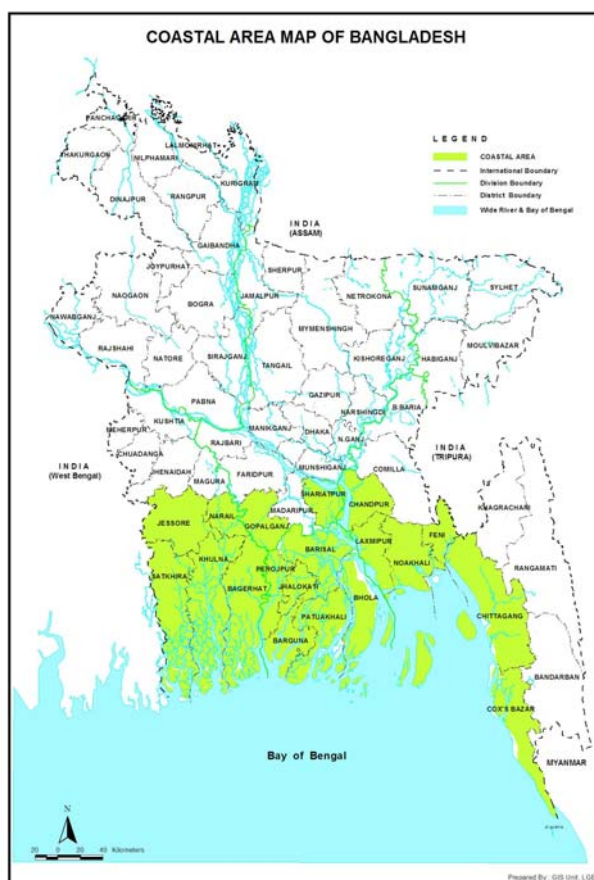 COASTAL AREA MAP OF BANGLADESH
LEGEND
COASTAL AREA
International Boundary
Division Boundary
District Boundary
Wide River & Bay of Bengal
PANCHAGARH
THAKURGAON
NILPHAMARI
LALMONIRHAT
DINAJPUR
RANGPUR
KURIGRAM
GAIBANDHA
INDIA
(ASSAM)
JOYPURHAT
SHERPUR
NAOGAON
BOGRA
JAMALPUR
NETROKONA
SUNAMGANJ
SYLHET
NAWABGANJ
MYMENSHINGH
RAJSHAHI
NATORE
SIRAJGANJ
TANGAIL
KISHOREGANJ
HABIGANJ
MOULVIBAZAR
PABNA
GAZIPUR
NARSHINGDI
B.BARIA
MEHERPUR
KUSHTIA
MANIKGANJ
DHAKA
N.GANJ
CHUADANGA
RAJBARI
INDIA
(West Bengal)
JHENAIDAH
MAGURA
FARIDPUR
MUNSHIGANJ
COMILLA
INDIA
(TRIPURA)
SHARIATPUR
CHANDPUR
KHAGRACHARI
JESSORE
NARAIL
GOPALGANJ
MADARIPUR
BARISAL
LAXMIPUR
FENI
KHULNA
NOAKHALI
RANGAMATI
SATKHIRA
BAGERHAT
PEROJPUR
JHALOKATI
BHOLA
CHITTAGANG
PATUAKHALI
BARGUNA
BANDARBAN
COX'S BAZAR
Bay of Bengal
MYANMAR
N
20 0 20 40 Kilometers
Prepared By : GIS Unit, LGE